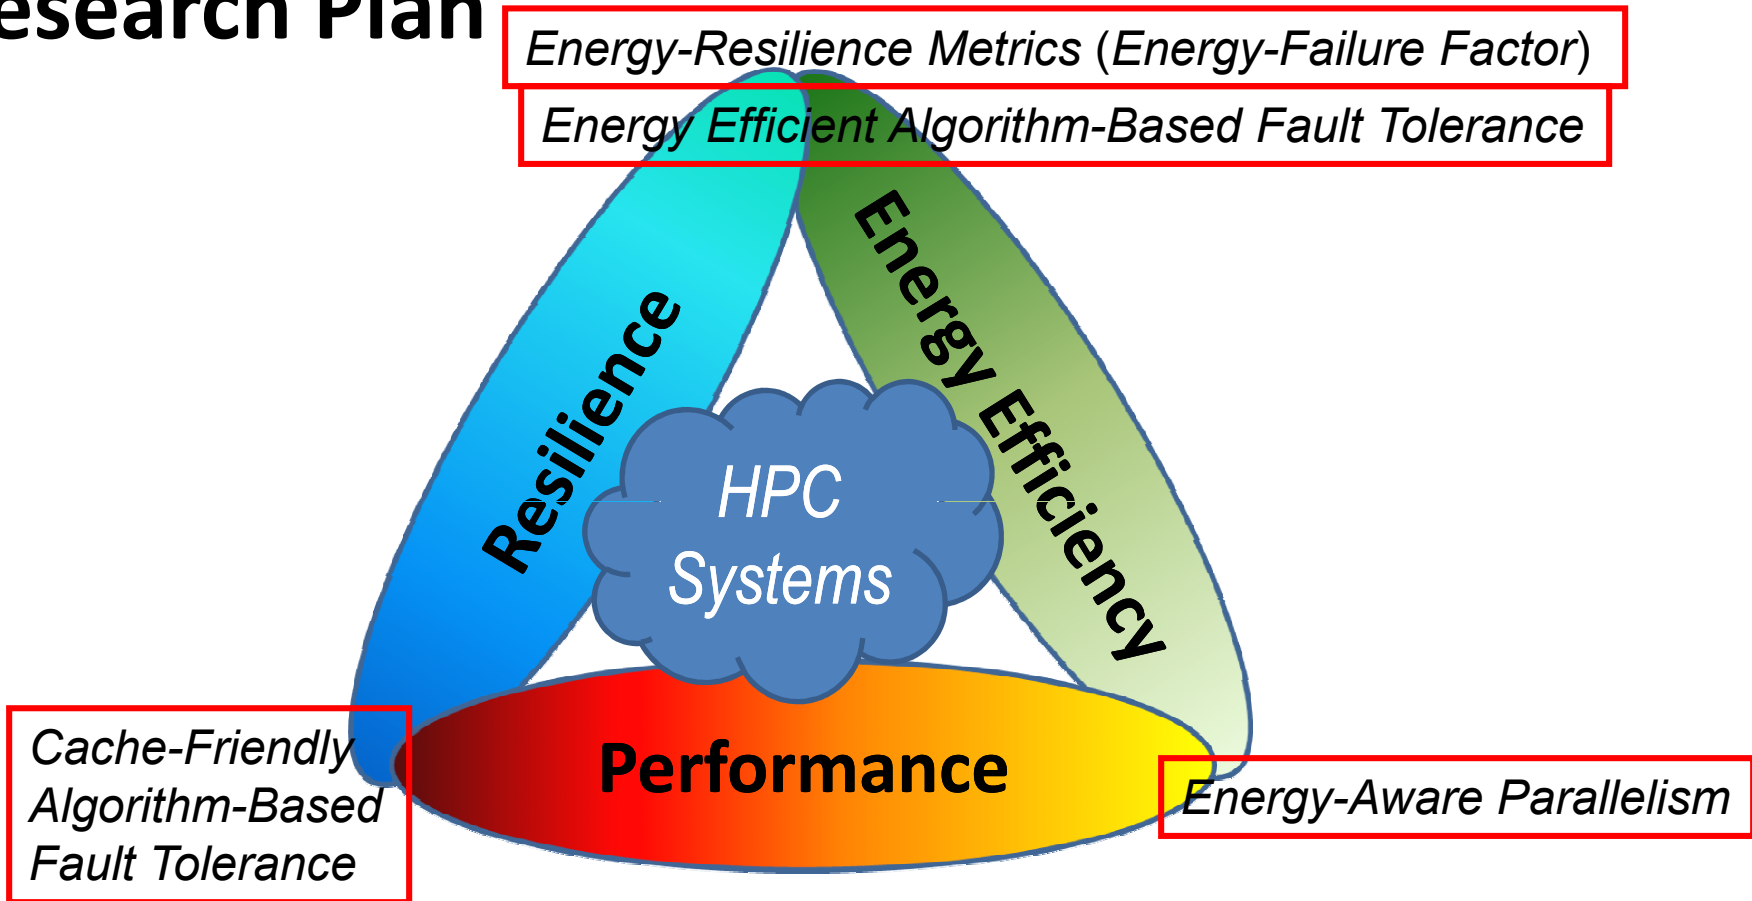 esearch Plan
Energy-Resilience Metrics (Energy-Failure Factor)
Energy Efficient Algorithm-Based Fault Tolerance
Resilience
Energy Efficiency
HPC
Systems
Performance
Cache-Friendly
Algorithm-Based
Fault Tolerance
Energy-Aware Parallelism